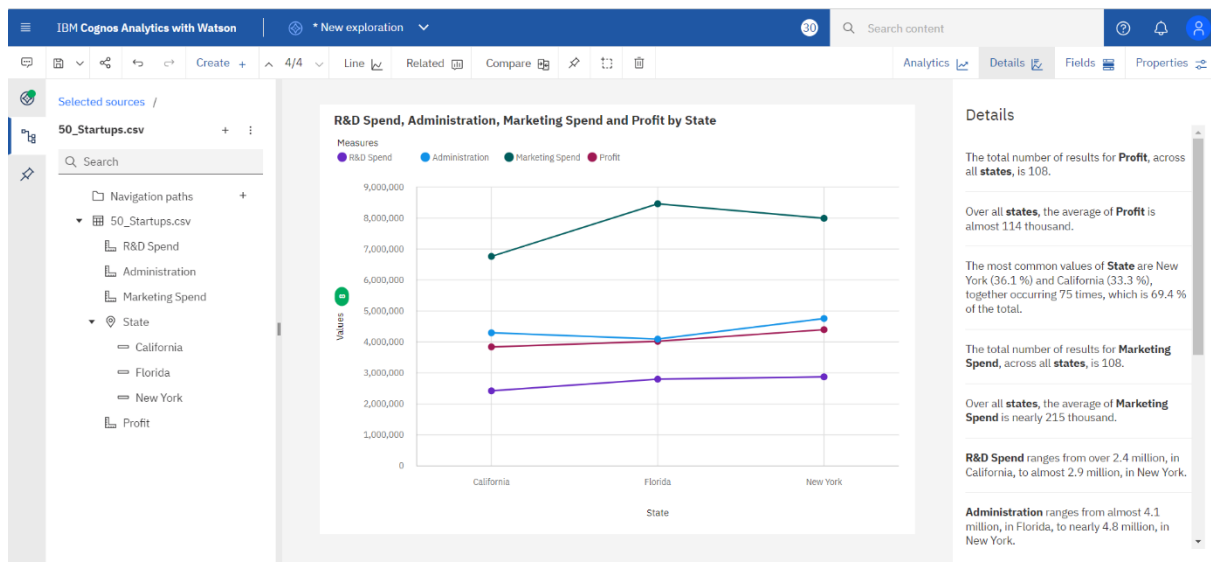 IBM Cognos Analytics with Watson
* New exploration
30
Search content
Create +
4/4
Line
Related
Compare
Analytics
Details
Fields
Properties
Selected sources /
50_Startups.csv
Search
Navigation paths +
50_Startups.csv
R&D Spend
Administration
Marketing Spend
State
California
Florida
New York
Profit
R&D Spend, Administration, Marketing Spend and Profit by State
Measures
R&D Spend Administration Marketing Spend Profit
9,000,000
8,000,000
7,000,000
6,000,000
5,000,000
4,000,000
3,000,000
2,000,000
1,000,000
0
Values
California Florida New York
State
Details
The total number of results for Profit, across
all states, is 108.
Over all states, the average of Profit is
almost 114 thousand.
The most common values of State are New
York (36.1 %) and California (33.3 %),
together occurring 75 times, which is 69.4 %
of the total.
The total number of results for Marketing
Spend, across all states, is 108.
Over all states, the average of Marketing
Spend is nearly 215 thousand.
R&D Spend ranges from over 2.4 million, in
California, to almost 2.9 million, in New York.
Administration ranges from almost 4.1
million, in Florida, to nearly 4.8 million, in
New York.